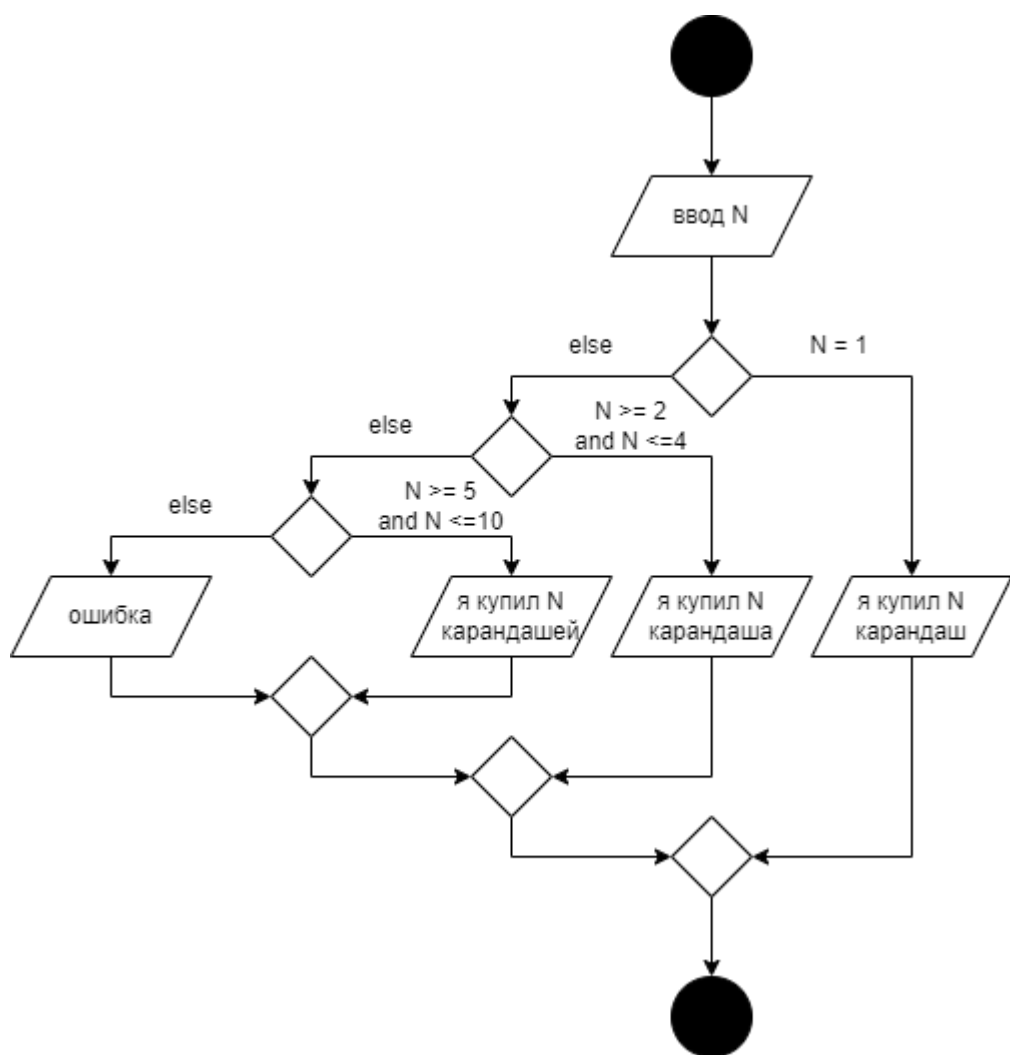 ввод N
else
N = 1
else
N >= 2
and N <=4
else
N >= 5
and N <=10
ошибка
я купил N
карандашей
я купил N
карандаша
я купил N
карандаш